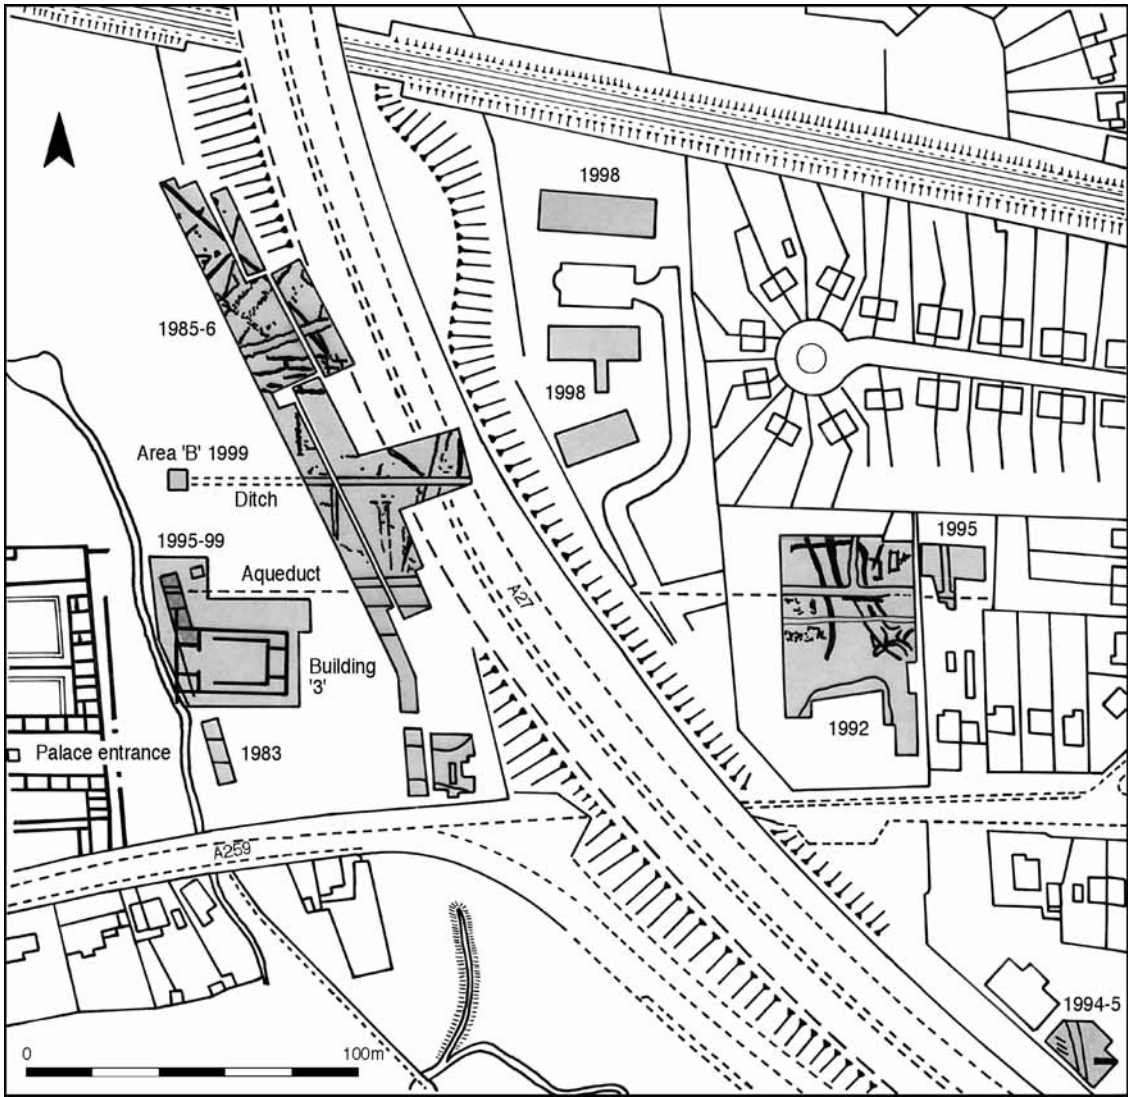 1998
1985-6
1998
Area 'B' 1999
Ditch
1995-99
1995
Aqueduct
A27
Building
'3'
1992
Palace entrance
1983
A259
1994-5
0
100m